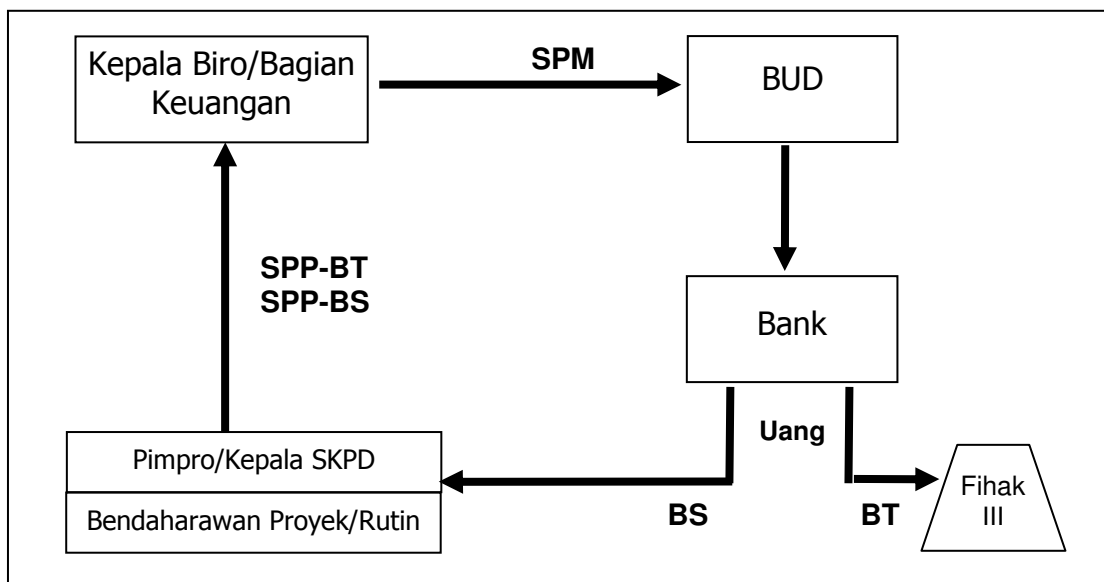 Kepala Biro/Bagian
Keuangan
SPM
BUD
SPP-BT
SPP-BS
Bank
Uang
Pimpro/Kepala SKPD
Bendaharawan Proyek/Rutin
BS
BT
Fihak
III